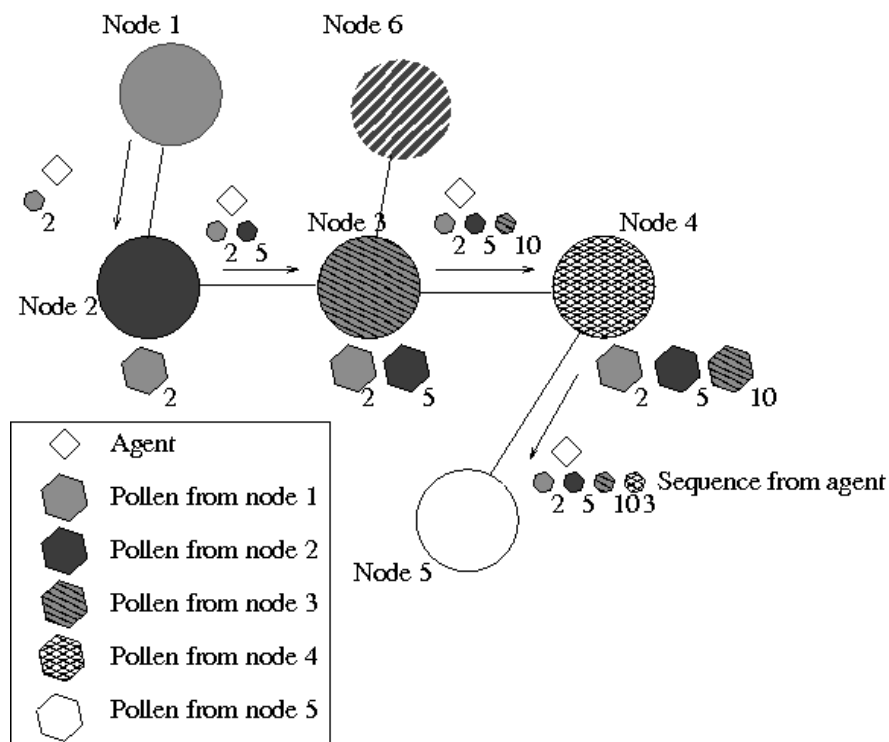 Node 1
Node 6
2
2 5
Node 3
2 5 10
Node 4
Node 2
2
2 5
2 5 10
Agent
Pollen from node 1
Pollen from node 2
Pollen from node 3
Pollen from node 4
Pollen from node 5
2 5 10 3
Sequence from agent
Node 5